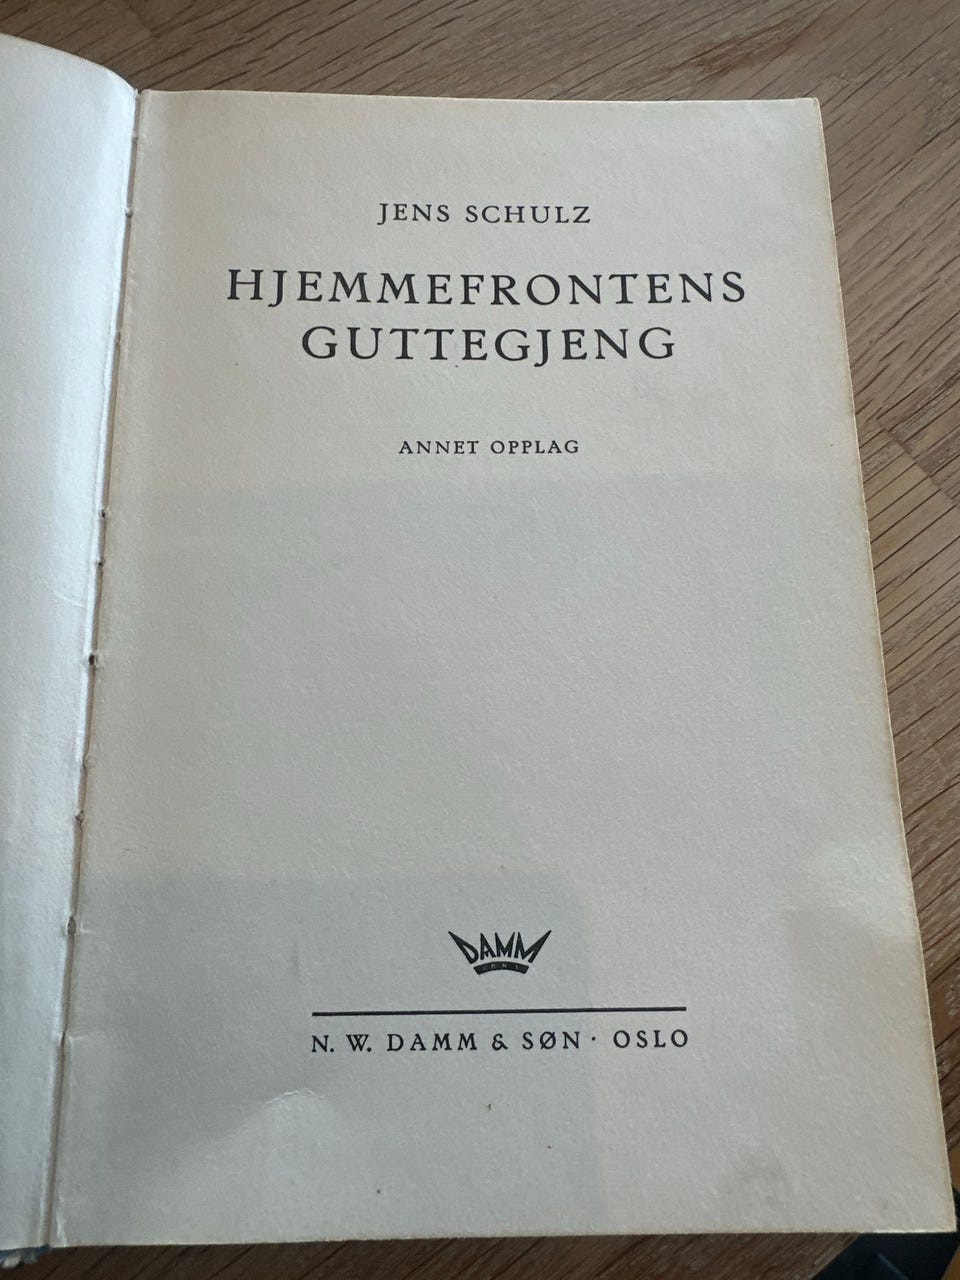 JENS SCHULZ
HJEMMEFRONTENS
GUTTEGJENG
ANNET OPPLAG
DAMM
N. W. DAMM & SØN · OSLO